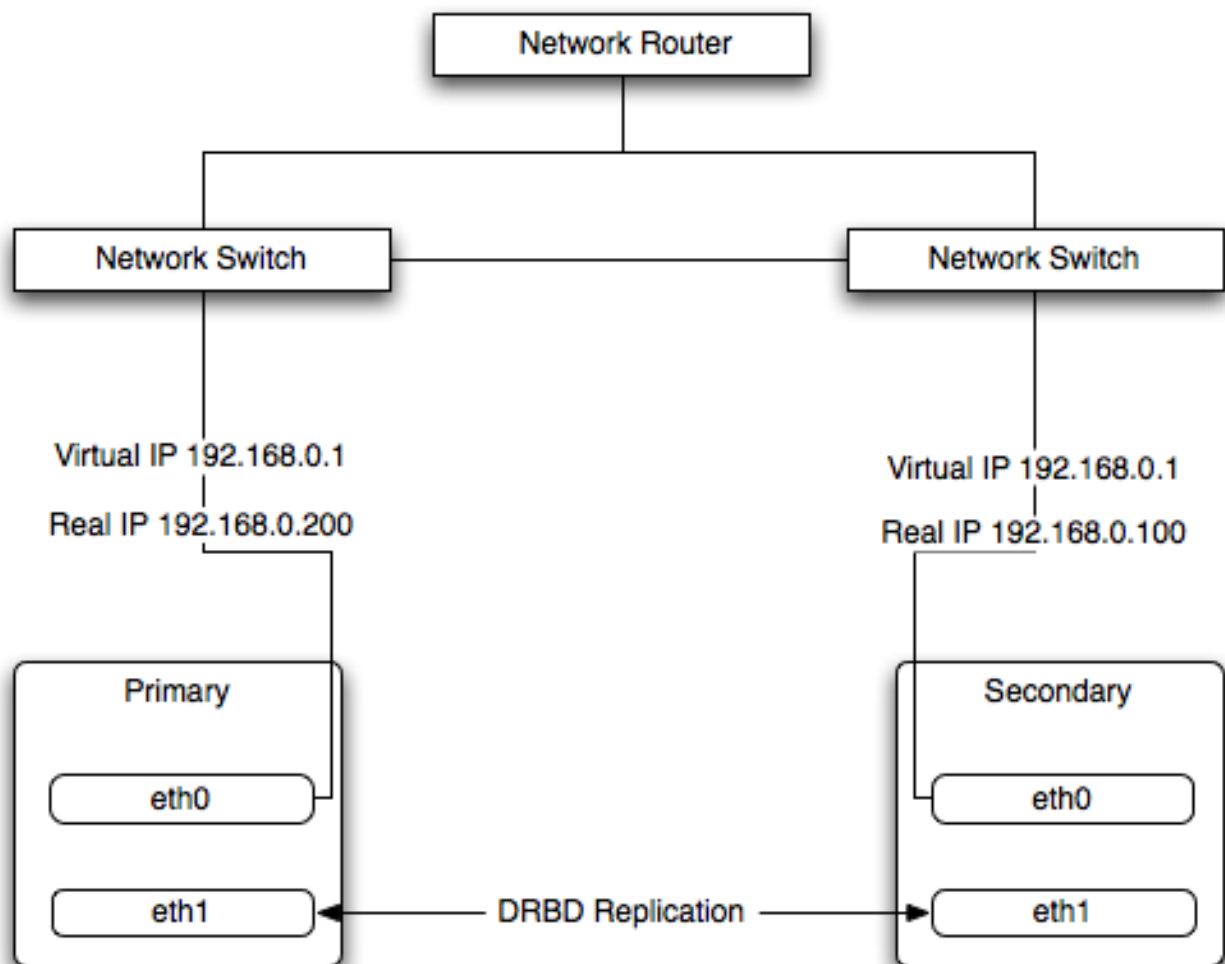 Network Router
Network Switch
Network Switch
Virtual IP 192.168.0.1
Virtual IP 192.168.0.1
Real IP 192.168.0.200
Real IP 192.168.0.100
Primary
Secondary
eth0
eth0
eth1
DRBD Replication
eth1